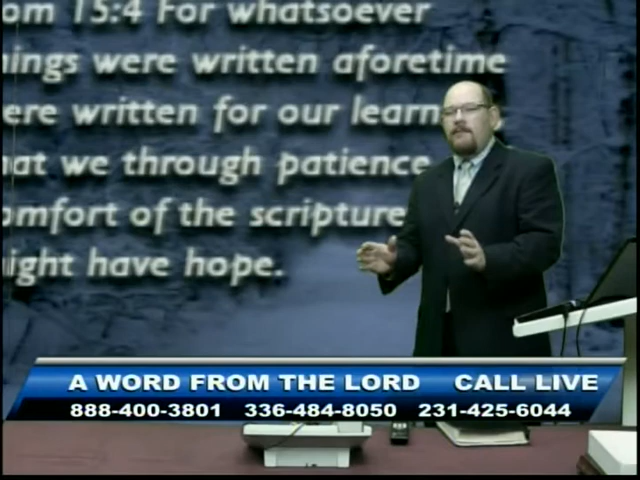 om 15:4 For whatsoever
ings were written aforetime
ere written for our learn
at we through patience
omfort of the scripture
ight have hope.
A WORD FROM THE LORD CALL LIVE
888-400-3801 336-484-8050 231-425-6044